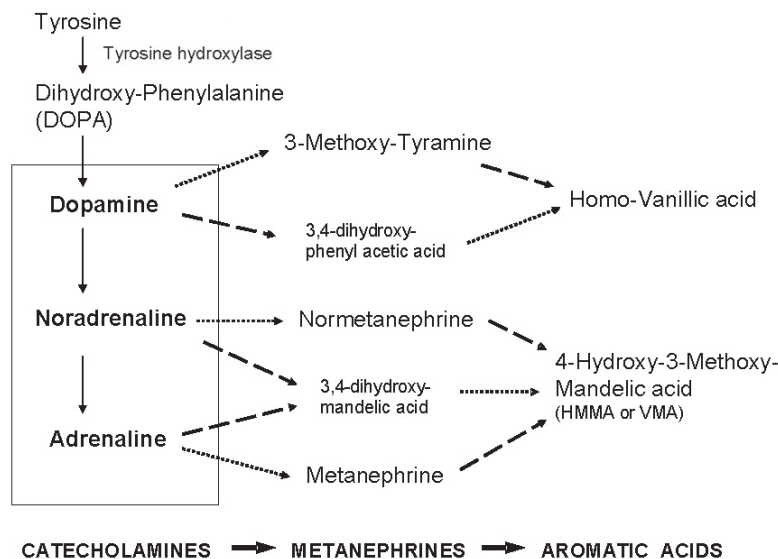 Tyrosine
Tyrosine hydroxylase
Dihydroxy-Phenylalanine
(DOPA)
3-Methoxy-Tyramine
Dopamine
Homo-Vanillic acid
3,4-dihydroxy-
phenyl acetic acid
Noradrenaline
Normetanephrine
4-Hydroxy-3-Methoxy-
Mandelic acid
(HMMA or VMA)
3,4-dihydroxy-
mandelic acid
Adrenaline
Metanephrine
CATECHOLAMINES METANEPHRINES AROMATIC ACIDS